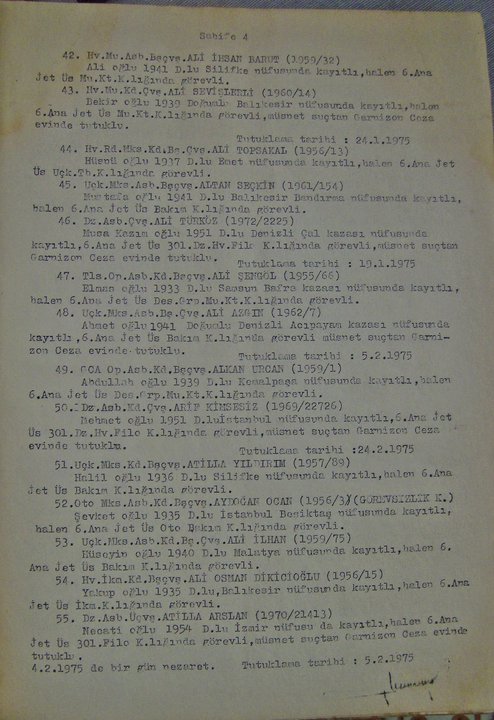 Sahife 4
42. Hv.Mu.Asb.Bşçvş.ALİ İHSAN BARUT (1959/32)
Ali oğlu 1941 D.lu Silifke nüfusunda kayıtlı,halen 6.Ana
Jet Üs Mu.Kt.K.lığında görevli.
43. Hv.Mu.Kd.Çvş.ALİ SEVİŞLERLİ (1960/14)
Bekir oğlu 1939 Doğumlu Balıkesir nüfusunda kayıtlı,halen
6.Ana Jet Üs Mu.Kt.K.lığında görevli,müsnet suçtan Garnizon Ceza
evinde tutuklu.
Tutuklama tarihi : 24.1.1975
44. Hv.Rd.Mks.Kd.Bş.Çvş.ALİ TOPSAKAL (1956/13)
Hüsnü oğlu 1937 D.lu Emet nüfusunda kayıtlı,halen 6.Ana Jet
Üs Uçk.Tb.K.lığında görevli.
45. Uçk.Mks.Asb.Bşçvş.ALTAN SEÇKİN (1961/154)
Mustafa oğlu 1941 D.lu Balıkesir Bandırma nüfusunda kayıtlı,
halen 6.Ana Jet Üs Bakım K.lığında görevli.
46. Dz.Asb.Çvş.ALİ TÜRKÖZ (1972/2225)
Musa Kazım oğlu 1951 D.lu Denizli Çal kazası nüfusunda
kayıtlı,6.Ana Jet Üs 301.Dz.Hv.Filo K.lığında görevli,müsnet suçtan
Garnizon Ceza evinde tutuklu.
Tutuklama tarihi : 19.1.1975
47. Tls.Op.Asb.Kd.Bşçvş.ALİ ŞENGÖL (1955/66)
Elmas oğlu 1933 D.lu Samsun Bafra kazası nüfusunda kayıtlı,
halen 6.Ana Jet Üs Des.Grp.Mu.Kt.K.lığında görevli.
48. Uçk.Mks.Asb.Bş.Çvş.ALİ AZGIN (1962/7)
Ahmet oğlu 1941 Doğumlu Denizli Acıpayam kazası nüfusunda
kayıtlı,6.Ana Jet Üs Bakım K.lığında görevli müsnet suçtan Garni-
zon Ceza evinde tutuklu.
Tutuklama tarihi : 5.2.1975
49. GCA Op.Asb.Kd.Bşçvş.ALKAN URCAN (1959/1)
Abdullah oğlu 1939 D.lu Kemalpaşa nüfusunda kayıtlı,halen
6.Ana Jet Üs Des.Grp.Mu.Kt.K.lığında görevli.
50. Dz.Asb.Kd.Çvş.ARİF KİMSESİZ (1969/22726)
Mehmet oğlu 1951 D.lu İstanbul nüfusunda kayıtlı,6.Ana Jet
Üs 301.Dz.Hv.Filo K.lığında görevli,müsnet suçtan Garnizon Ceza
evinde tutuklu.
Tutuklama tarihi :24.2.1975
51.Uçk.Mks.Asb.Kd.Bşçvş.ATİLLA YILDIRIM (1957/89)
Halil oğlu 1936 D.lu Silifke nüfusunda kayıtlı,halen 6.Ana
Jet Üs Bakım K.lığında görevli.
52.Oto Mks.Asb.Kd.Bşçvş.AYDOĞAN OCAN (1956/3)(GÖREVSİZLİK K.)
Şevket oğlu 1935 D.lu İstanbul Beşiktaş nüfusunda kayıtlı,
halen 6.Ana Jet Üs Oto Bakım K.lığında görevli.
53. Uçk.Mks.Asb.Kd.Bş.Çvş.ALİ İLHAN (1959/75)
Hüseyin oğlu 1940 D.lu Malatya nüfusunda kayıtlı,halen 6.
Ana Jet Üs Bakım K.lığında görevli.
54. Hv.İkm.Kd.Bşçvş.ALİ OSMAN DİKİCİOĞLU (1956/15)
Yakup oğlu 1935 D.lu,Balıkesir nüfusunda kayıtlı,halen 6.Ana
Jet Üs İkm.K.lığında görevli.
55. Dz.Asb.Üçvş.ATİLLA ARSLAN (1970/21413)
Necati oğlu 1954 D.lu İzmir nüfusu da kayıtlı,halen 6.Ana
Jet Üs 301.Filo K.lığında görevli,müsnet suçtan Garnizon Ceza evinde
tutuklu.
4.2.1975 de bir gün nezaret. Tutuklama tarihi : 5.2.1975